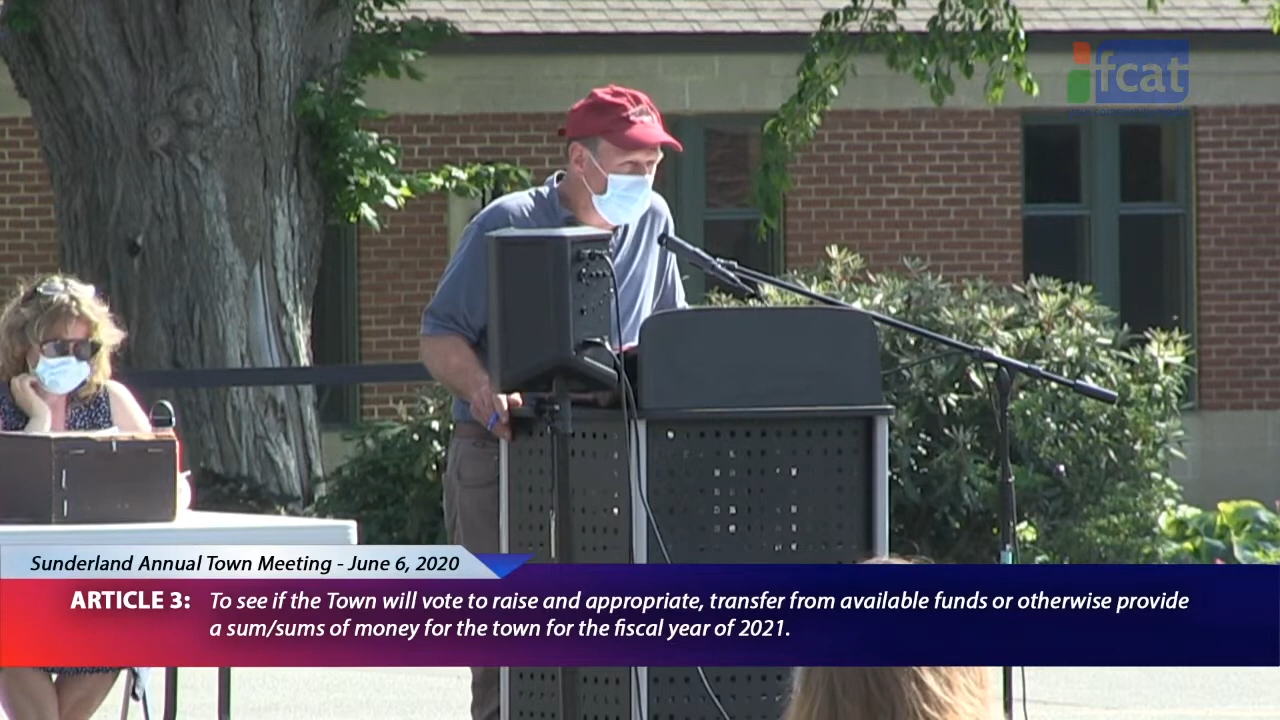 fcat
Sunderland Annual Town Meeting - June 6, 2020
ARTICLE 3: To see if the Town will vote to raise and appropriate, transfer from available funds or otherwise provide
a sum/sums of money for the town for the fiscal year of 2021.